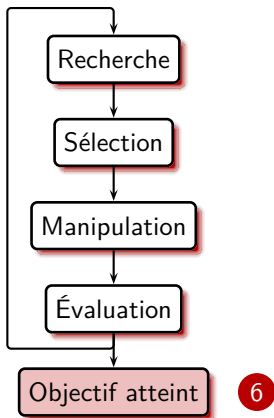 Recherche
Sélection
Manipulation
Évaluation
Objectif atteint 6